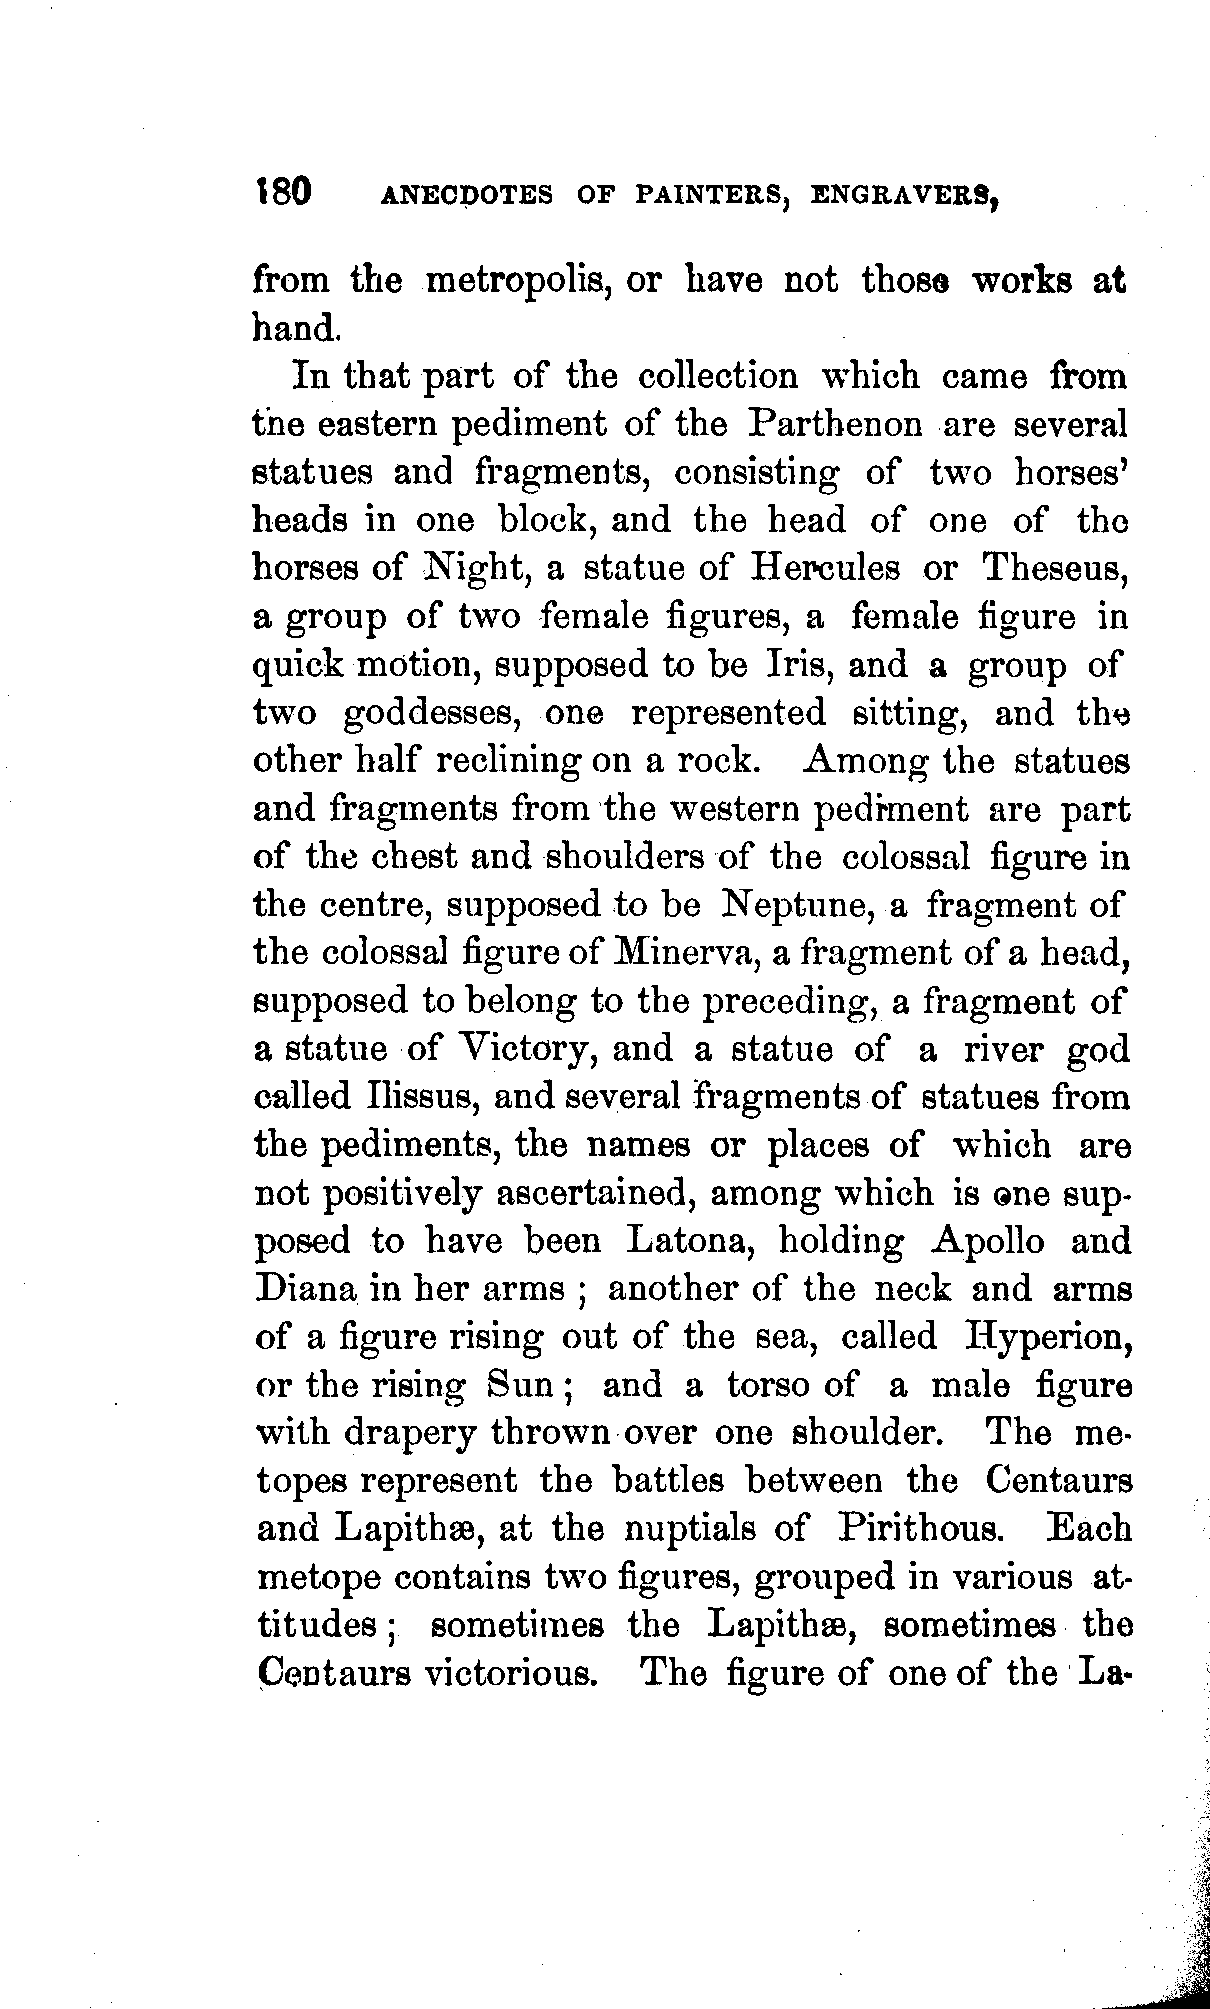 180 ANECDOTES OF PAINTERS, ENGRAVERS,
from the metropolis, or have not those works at
hand.
In that part of the collection which came from
the eastern pediment of the Parthenon are several
statues and fragments, consisting of two horses'
heads in one block, and the head of one of the
horses of Night, a statue of Hercules or Theseus,
a group of two female figures, a female figure in
quick motion, supposed to be Iris, and a group of
two goddesses, one represented sitting, and the
other half reclining on a rock. Among the statues
and fragments from the western pediment are part
of the chest and shoulders of the colossal figure in
the centre, supposed to be Neptune, a fragment of
the colossal figure of Minerva, a fragment of a head,
supposed to belong to the preceding, a fragment of
a statue of Victory, and a statue of a river god
called Ilissus, and several fragments of statues from
the pediments, the names or places of which are
not positively ascertained, among which is one sup-
posed to have been Latona, holding Apollo and
Diana in her arms ; another of the neck and arms
of a figure rising out of the sea, called Hyperion,
or the rising Sun ; and a torso of a male figure
with drapery thrown over one shoulder. The me-
topes represent the battles between the Centaurs
and Lapithæ, at the nuptials of Pirithous. Each
metope contains two figures, grouped in various at-
titudes ; sometimes the Lapithæ, sometimes the
Centaurs victorious. The figure of one of the La-